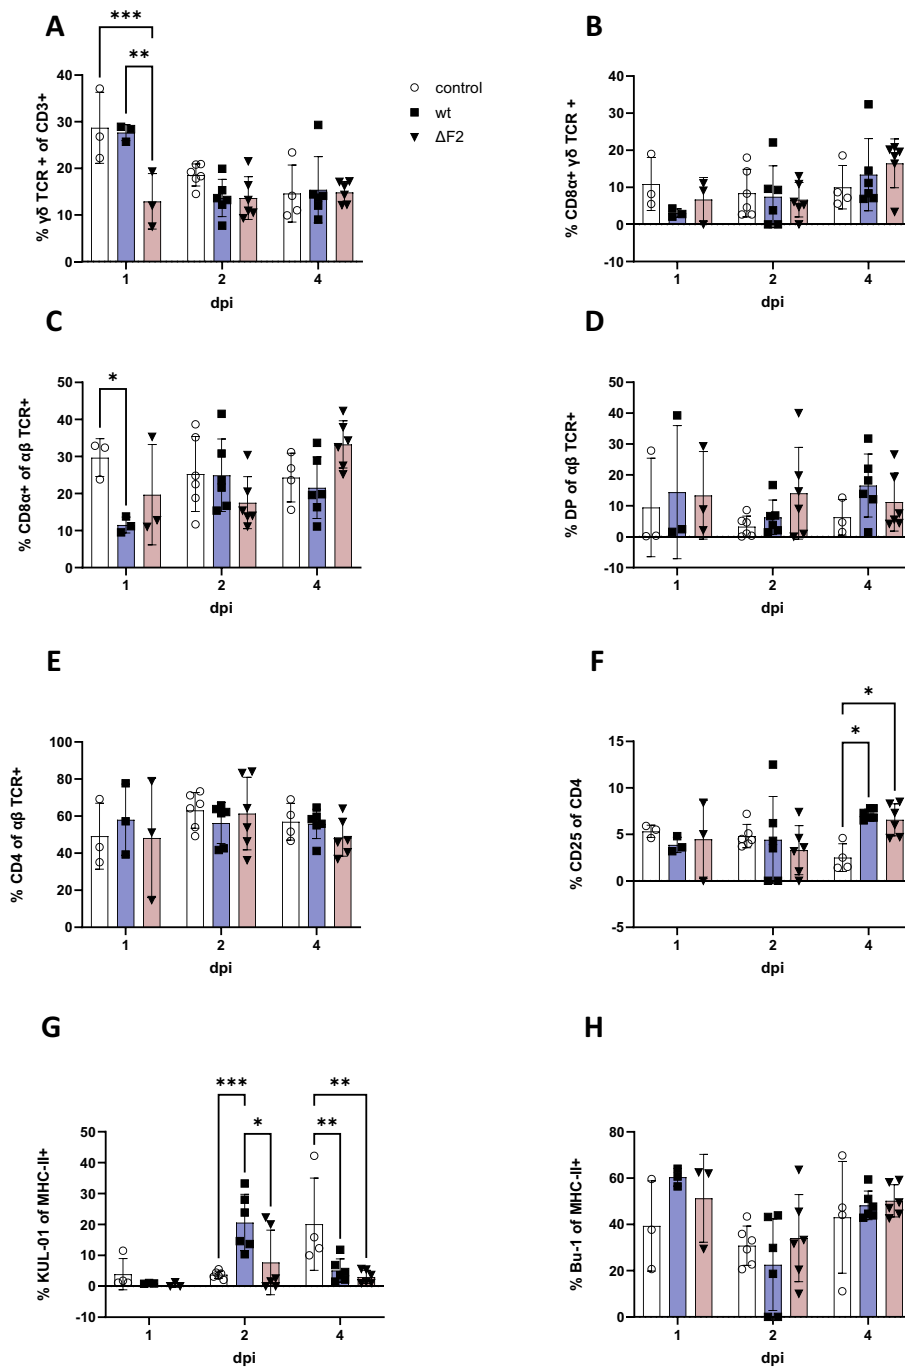 A
***
**
% γδ TCR + of CD3+
40
30
20
10
0
1
2
4
dpi
control
wt
ΔF2
B
% CD8α+ γδ TCR +
40
30
20
10
0
-10
1
2
4
dpi
C
*
% CD8α+ of αβ TCR+
50
40
30
20
10
0
1
2
4
dpi
D
% DP of αβ TCR+
50
40
30
20
10
0
-10
1
2
4
dpi
E
% CD4 of αβ TCR+
100
80
60
40
20
0
1
2
4
dpi
F
*
*
% CD25 of CD4
15
10
5
0
-5
1
2
4
dpi
G
***
**
*
**
% KUL-01 of MHC-II+
50
40
30
20
10
0
-10
1
2
4
dpi
H
% Bu-1 of MHC-II+
80
60
40
20
0
1
2
4
dpi